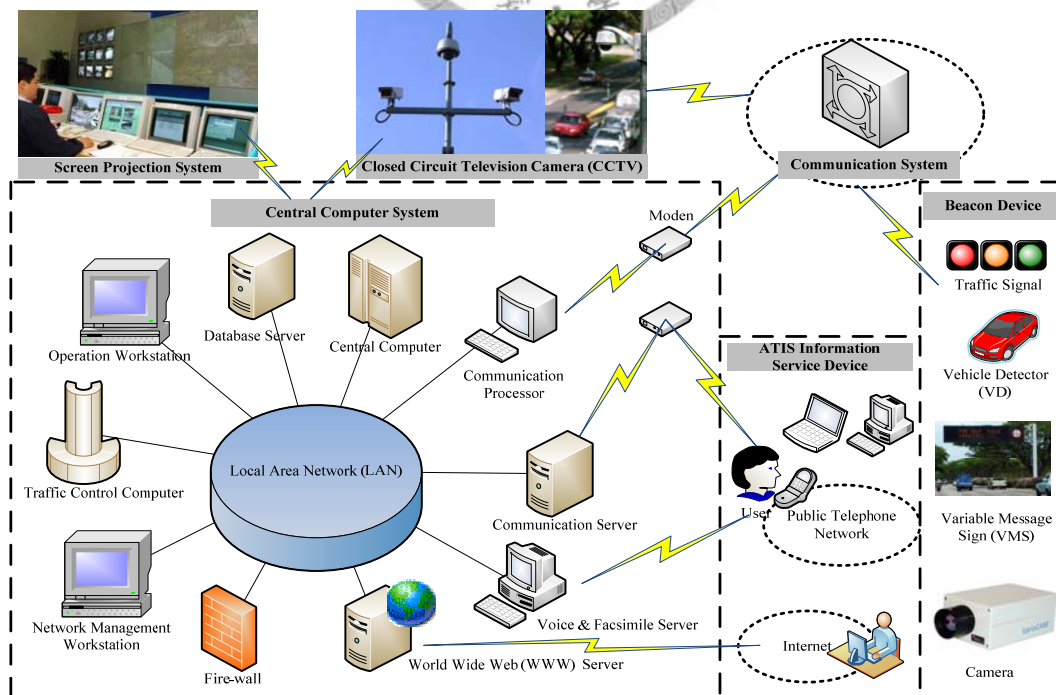 Screen Projection System
Closed Circuit Television Camera (CCTV)
Communication System
Central Computer System
Moden
Beacon Device
Traffic Signal
Database Server
Central Computer
Operation Workstation
Communication
Processor
ATIS Information
Service Device
Vehicle Detector
(VD)
Local Area Network (LAN)
Traffic Control Computer
Communication Server
User
Public Telephone
Network
Variable Message
Sign (VMS)
Network Management
Workstation
Fire-wall
Voice & Facsimile Server
World Wide Web (WWW) Server
Internet
Camera